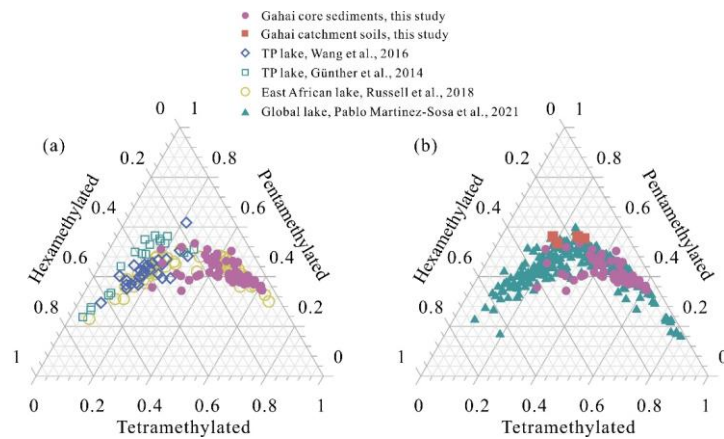 Gahai core sediments, this study
Gahai catchment soils, this study
TP lake, Wang et al., 2016
TP lake, Günther et al., 2014
East African lake, Russell et al., 2018
Global lake, Pablo Martinez-Sosa et al., 2021
(a)
0 1
0.2 0.8
0.4 0.6
0.6 0.4
0.8 0.2
1 0
0 0.2 0.4 0.6 0.8 1
Hexamethylated
Pentamethylated
Tetramethylated
(b)
0 1
0.2 0.8
0.4 0.6
0.6 0.4
0.8 0.2
1 0
0 0.2 0.4 0.6 0.8 1
Hexamethylated
Pentamethylated
Tetramethylated